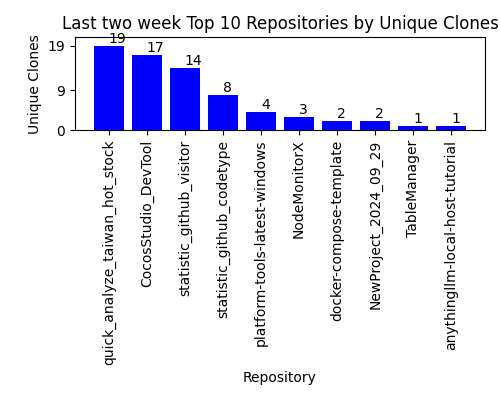 Last two week Top 10 Repositories by Unique Clones
Unique Clones
19
9
0
19
17
14
8
4
3
2
2
1
1
quick_analyze_taiwan_hot_stock
CocosStudio_DevTool
statistic_github_visitor
statistic_github_codetype
platform-tools-latest-windows
NodeMonitorX
docker-compose-template
NewProject_2024_09_29
TableManager
anythingllm-local-host-tutorial
Repository